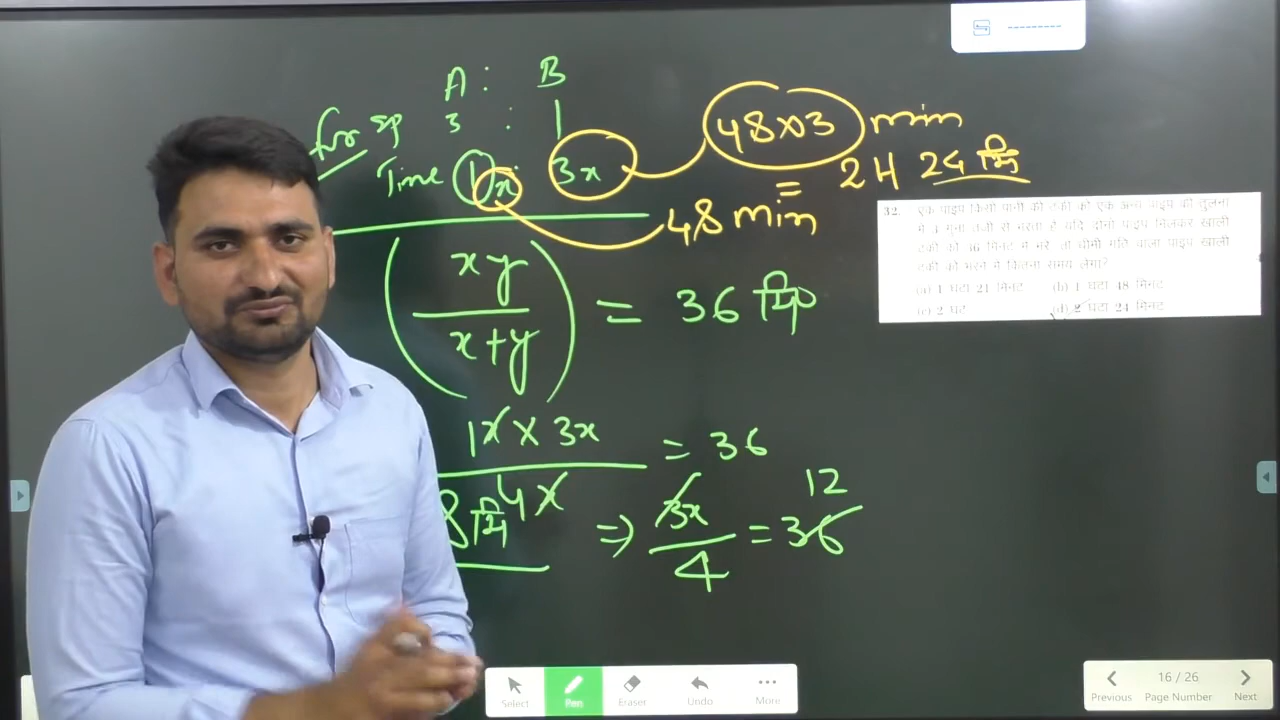 A : B
for sp 3 : 1
Time 1x : 3x
48x3 min
= 2H 24 मि
48 min
xy
x+y
= 36 मि
32. एक पाइप किसी पानी की टंकी को एक अन्य पाइप की तुलना
में 3 गुना तेजी से भरता है यदि दोनों पाइप मिलकर खाली
टंकी को 36 मिनट में भरे, तो धीमी गति वाला पाइप खाली
टंकी को भरने में कितना समय लेगा?
(a) 1 घंटा 21 मिनट (b) 1 घंटा 48 मिनट
(c) 2 घंटे (d) 2 घंटा 24 मिनट
1x X 3x
4x
= 36
8 मि
=> 3x
4
= 36
12
Select Pen Eraser Undo More
16 / 26
Previous Page Number Next